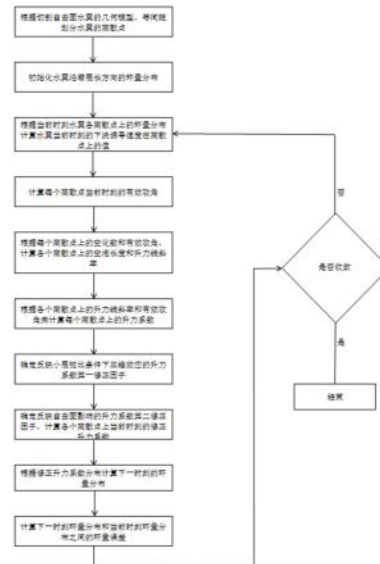 根据切割自由面水翼的几何模型，等间距
划分水翼的离散点
初始化水翼沿着展长方向的环量分布
根据当前时刻水翼各离散点上的环量分布
计算水翼当前时刻的下洗诱导速度在离散
点上的值
计算每个离散点当前时刻的有效攻角
根据每个离散点上的空化数和有效攻角，
计算各个离散点上的空泡长度和升力线斜
率
根据各个离散点上的升力线斜率和有效攻
角来计算每个离散点上的升力系数
确定反映小展弦比条件下三维效应的升力
系数第一修正因子
确定反映自由面影响的升力系数第二修正
因子，计算各个离散点上当前时刻的修正
升力系数
根据修正升力系数分布计算下一时刻的环
量分布
计算下一时刻环量分布和当前时刻环量分
布之间的环量误差
否
是否收敛
是
结束